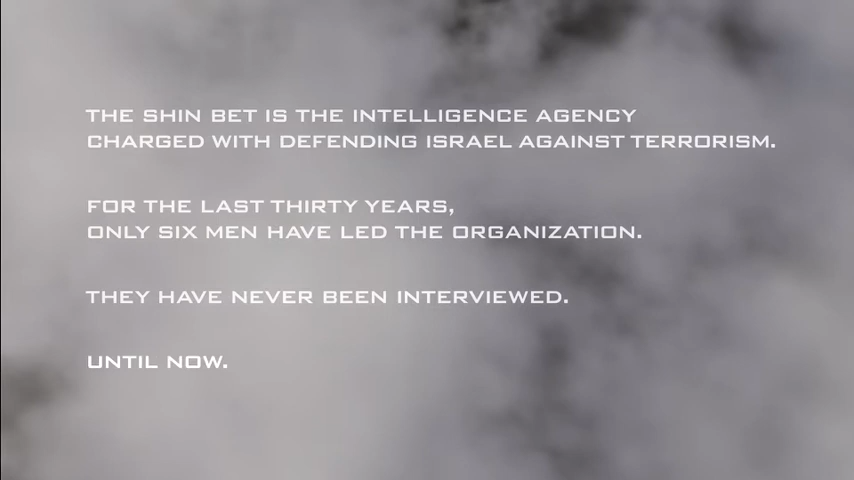 THE SHIN BET IS THE INTELLIGENCE AGENCY
CHARGED WITH DEFENDING ISRAEL AGAINST TERRORISM.
FOR THE LAST THIRTY YEARS,
ONLY SIX MEN HAVE LED THE ORGANIZATION.
THEY HAVE NEVER BEEN INTERVIEWED.
UNTIL NOW.